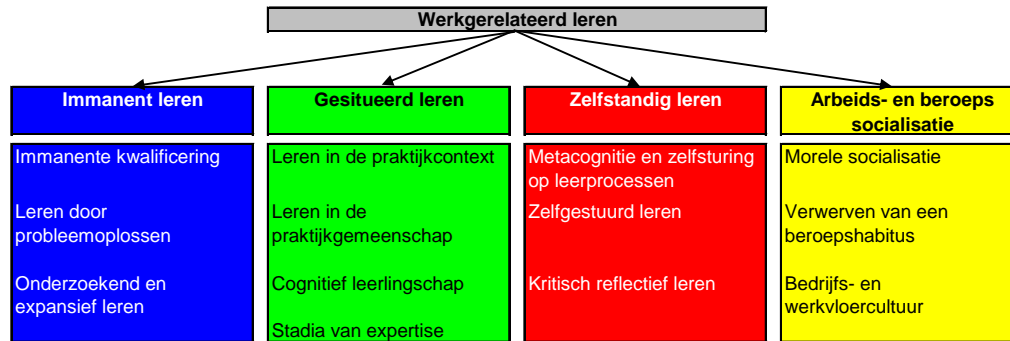 Werkgerelateerd leren
Immanent leren
Gesitueerd leren
Zelfstandig leren
Arbeids- en beroeps
socialisatie
Immanente kwalificering
Leren door
probleemoplossen
Onderzoekend en
expansief leren
Leren in de praktijkcontext
Leren in de
praktijkgemeenschap
Cognitief leerlingschap
Stadia van expertise
Metacognitie en zelfsturing
op leerprocessen
Zelfgestuurd leren
Kritisch reflectief leren
Morele socialisatie
Verwerven van een
beroepshabitus
Bedrijfs- en
werkvloercultuur